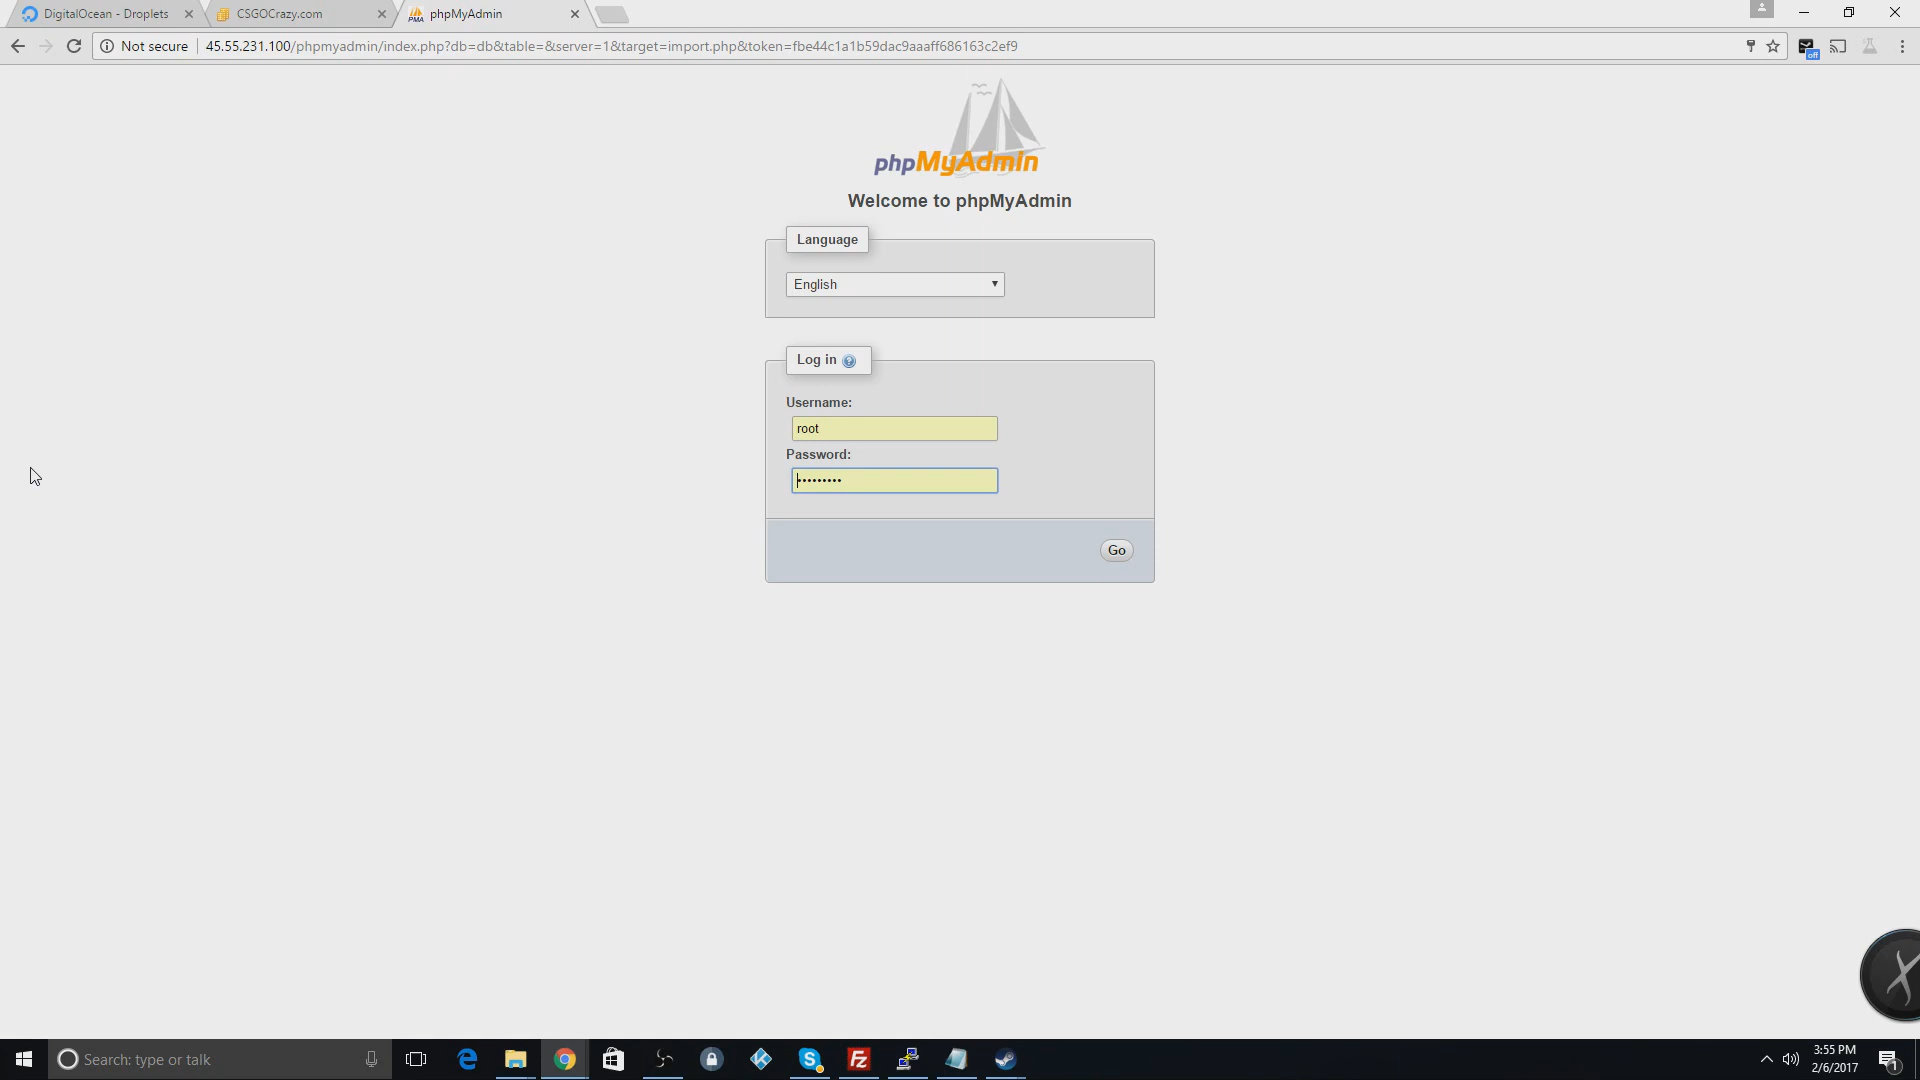 DigitalOcean - Droplets
CSGOCrazy.com
phpMyAdmin
Not secure
45.55.231.100/phpmyadmin/index.php?db=db&table=&server=1&target=import.php&token=fbe44c1a1b59dac9aaaff686163c2ef9
off
phpMyAdmin
Welcome to phpMyAdmin
Language
English
Log in
Username:
root
Password:
Go
Search: type or talk
3:55 PM
2/6/2017
1